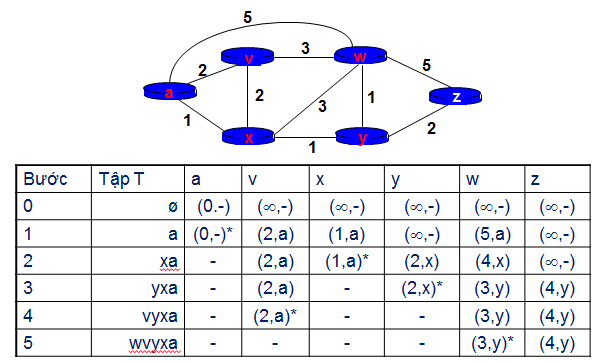 5
v
3
w
5
2
a
2
3
1
z
1
2
x
1
y
Bước Tập T a v x y w z
0 ø (0.-) (∞,-) (∞,-) (∞,-) (∞,-) (∞,-)
1 a (0,-)* (2,a) (1,a) (∞,-) (5,a) (∞,-)
2 xa - (2,a) (1,a)* (2,x) (4,x) (∞,-)
3 yxa - (2,a) - (2,x)* (3,y) (4,y)
4 vyxa - (2,a)* - - (3,y) (4,y)
5 wvyxa - - - - (3,y)* (4,y)